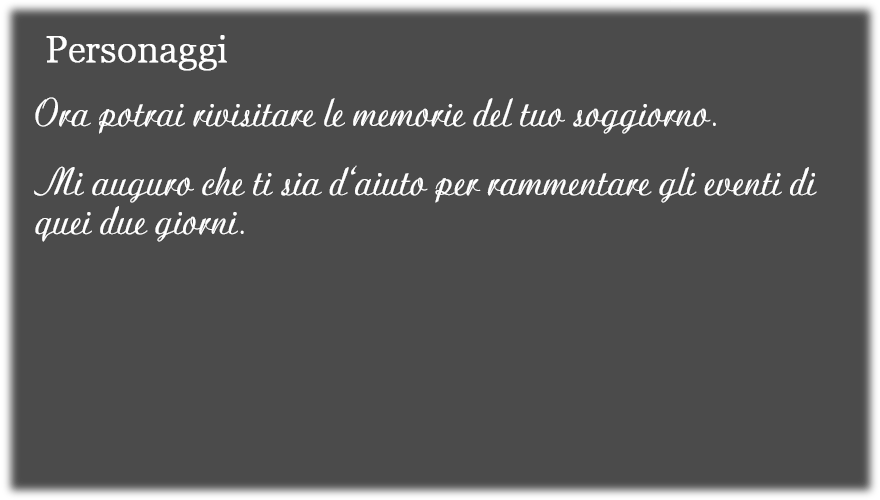 Personaggi
Ora potrai rivisitare le memorie del tuo soggiorno.
Mi auguro che ti sia d‘aiuto per rammentare gli eventi di
quei due giorni.